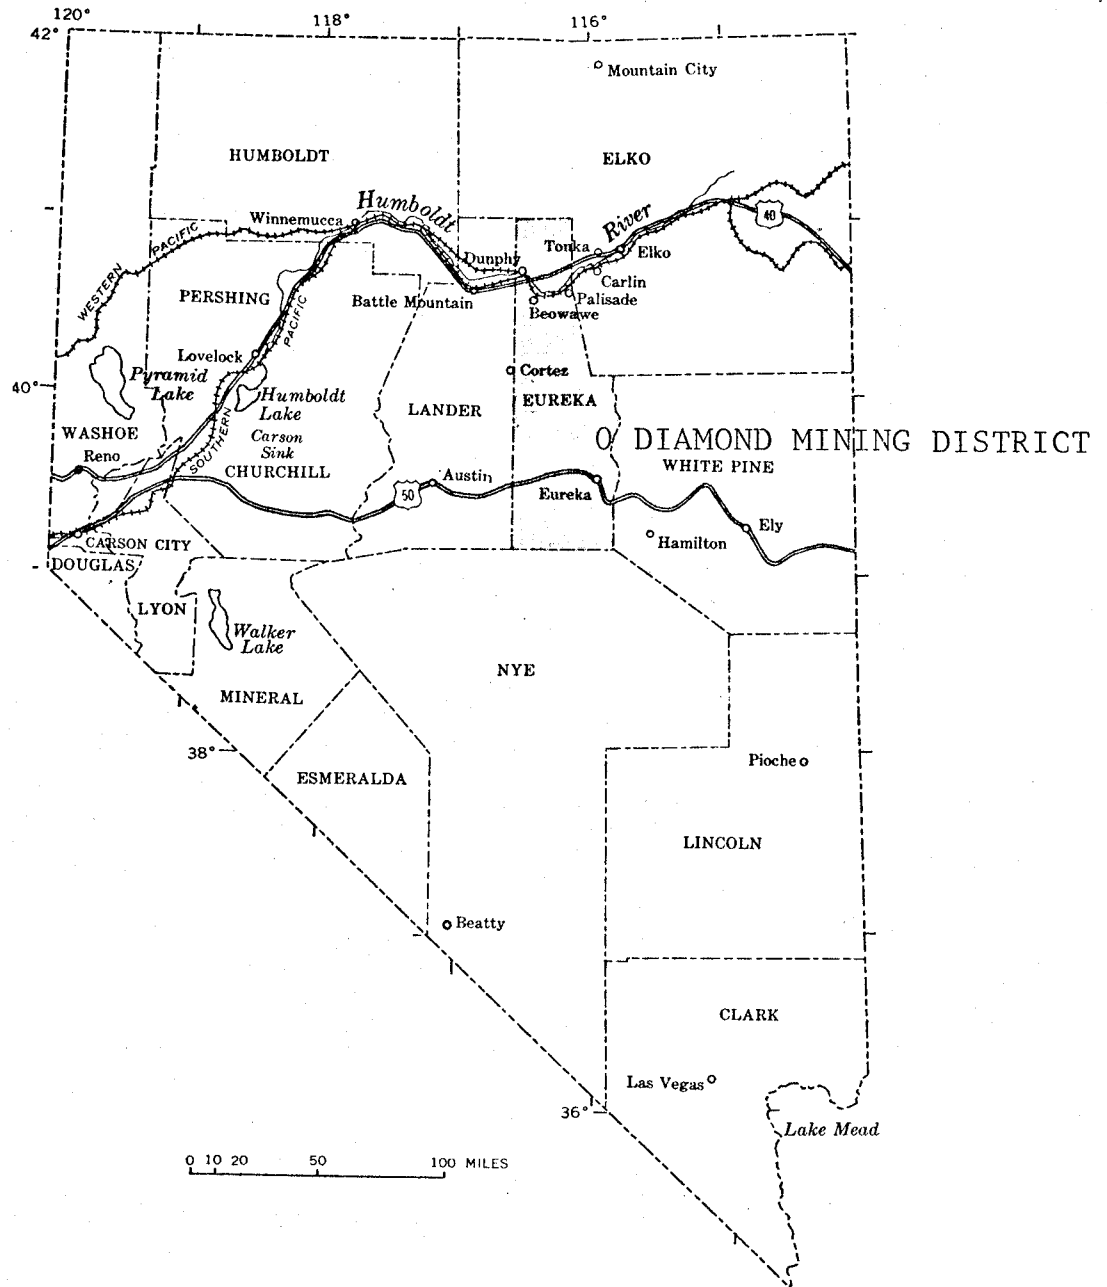 120°
118°
116°
42°
Mountain City
HUMBOLDT
ELKO
Humboldt
River
Winnemucca
40
WESTERN
PACIFIC
Tonka
Elko
Dunphy
Carlin
PERSHING
PACIFIC
Battle Mountain
Palisade
Beowawe
Lovelock
Cortez
40°
Pyramid
Lake
Humboldt
Lake
LANDER
EUREKA
WASHOE
SOUTHERN
Carson
Sink
O DIAMOND MINING DISTRICT
Reno
CHURCHILL
WHITE PINE
Austin
50
Eureka
Ely
CARSON CITY
Hamilton
DOUGLAS
LYON
Walker
Lake
NYE
MINERAL
38°
Pioche
ESMERALDA
LINCOLN
Beatty
CLARK
Las Vegas
36°
Lake Mead
0 10 20 50 100 MILES